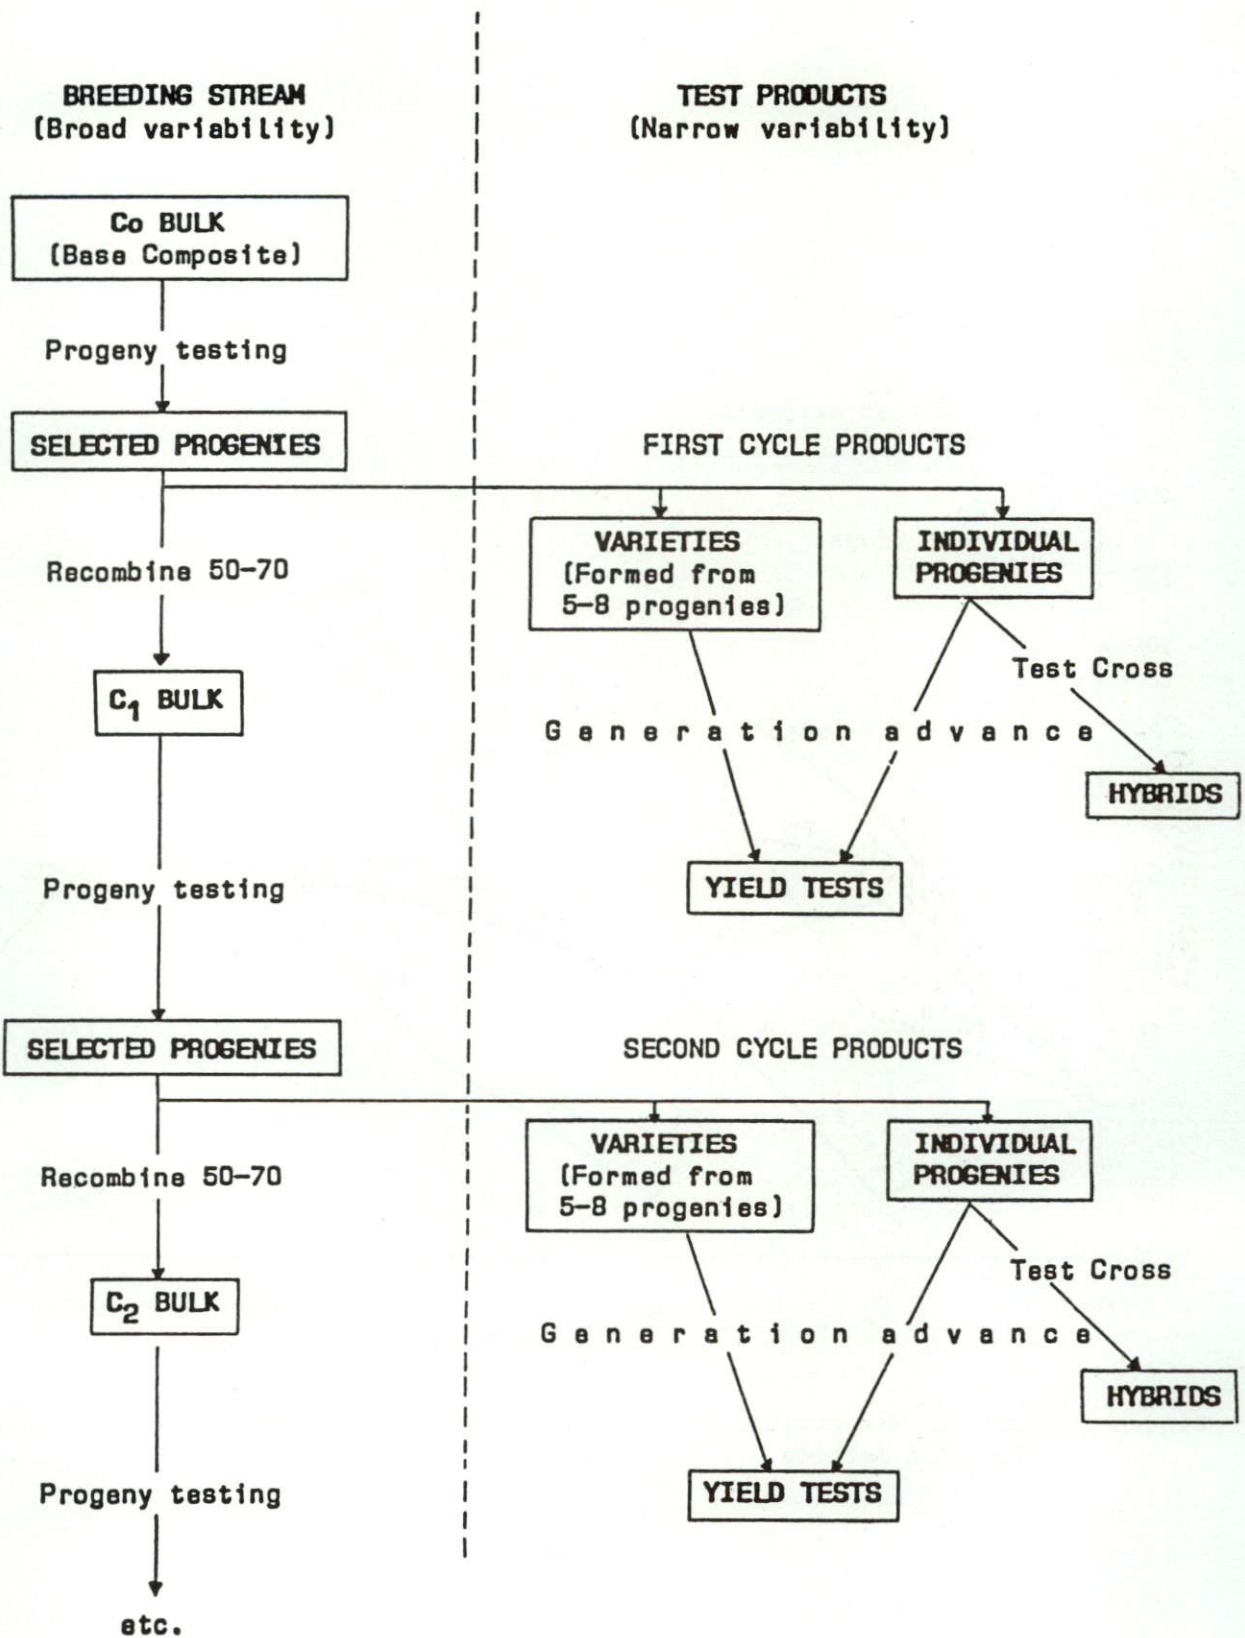 BREEDING STREAM
(Broad variability)
TEST PRODUCTS
(Narrow variability)
Co BULK
(Base Composite)
Progeny testing
SELECTED PROGENIES
FIRST CYCLE PRODUCTS
VARIETIES
(Formed from
5-8 progenies)
INDIVIDUAL
PROGENIES
Recombine 50-70
Test Cross
C₁ BULK
Generation advance
HYBRIDS
Progeny testing
YIELD TESTS
SELECTED PROGENIES
SECOND CYCLE PRODUCTS
VARIETIES
(Formed from
5-8 progenies)
INDIVIDUAL
PROGENIES
Recombine 50-70
Test Cross
C₂ BULK
Generation advance
HYBRIDS
Progeny testing
YIELD TESTS
etc.